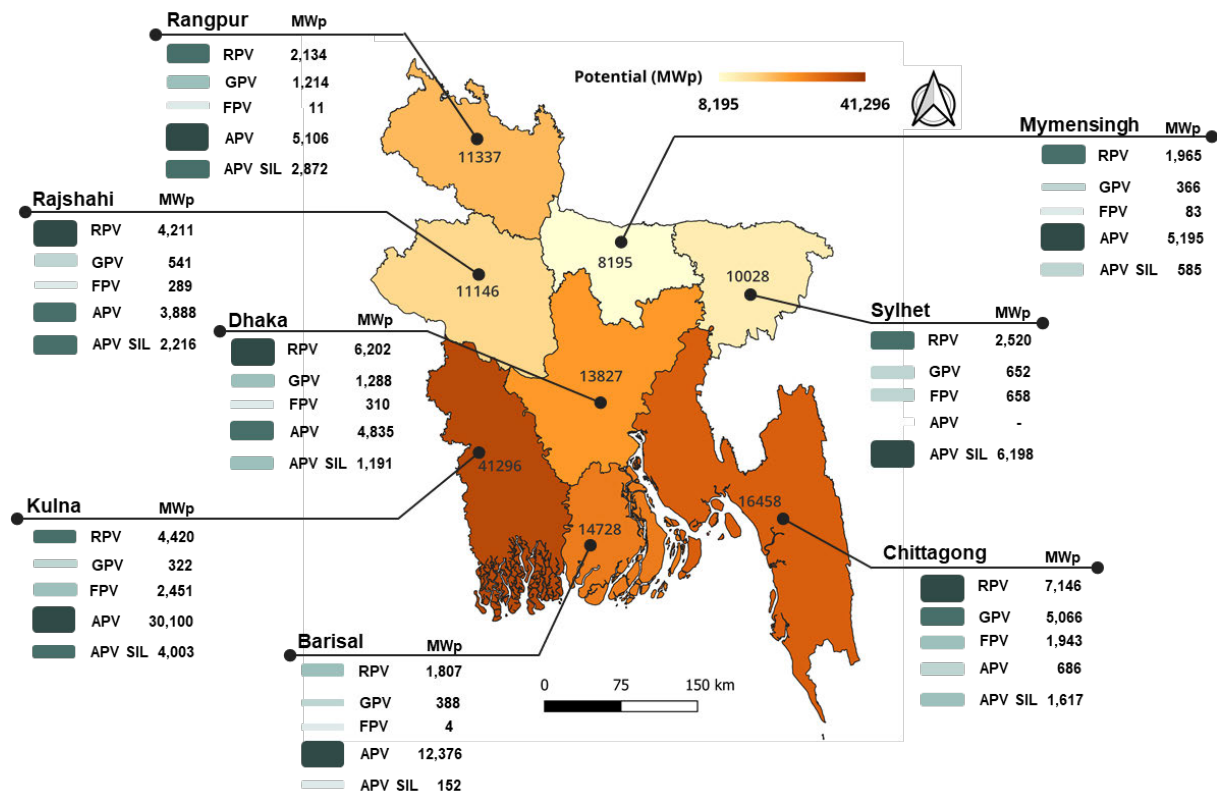 Rangpur MWp
RPV 2,134
GPV 1,214
FPV 11
APV 5,106
APV SIL 2,872
Potential (MWp)
8,195 41,296
Mymensingh MWp
RPV 1,965
GPV 366
FPV 83
APV 5,195
APV SIL 585
Rajshahi MWp
RPV 4,211
GPV 541
FPV 289
APV 3,888
APV SIL 2,216
Dhaka MWp
RPV 6,202
GPV 1,288
FPV 310
APV 4,835
APV SIL 1,191
Sylhet MWp
RPV 2,520
GPV 652
FPV 658
APV -
APV SIL 6,198
Kulna MWp
RPV 4,420
GPV 322
FPV 2,451
APV 30,100
APV SIL 4,003
Chittagong MWp
RPV 7,146
GPV 5,066
FPV 1,943
APV 686
APV SIL 1,617
Barisal MWp
RPV 1,807
GPV 388
FPV 4
APV 12,376
APV SIL 152
11337
8195
10028
11146
13827
41296
16458
14728
0 75 150 km